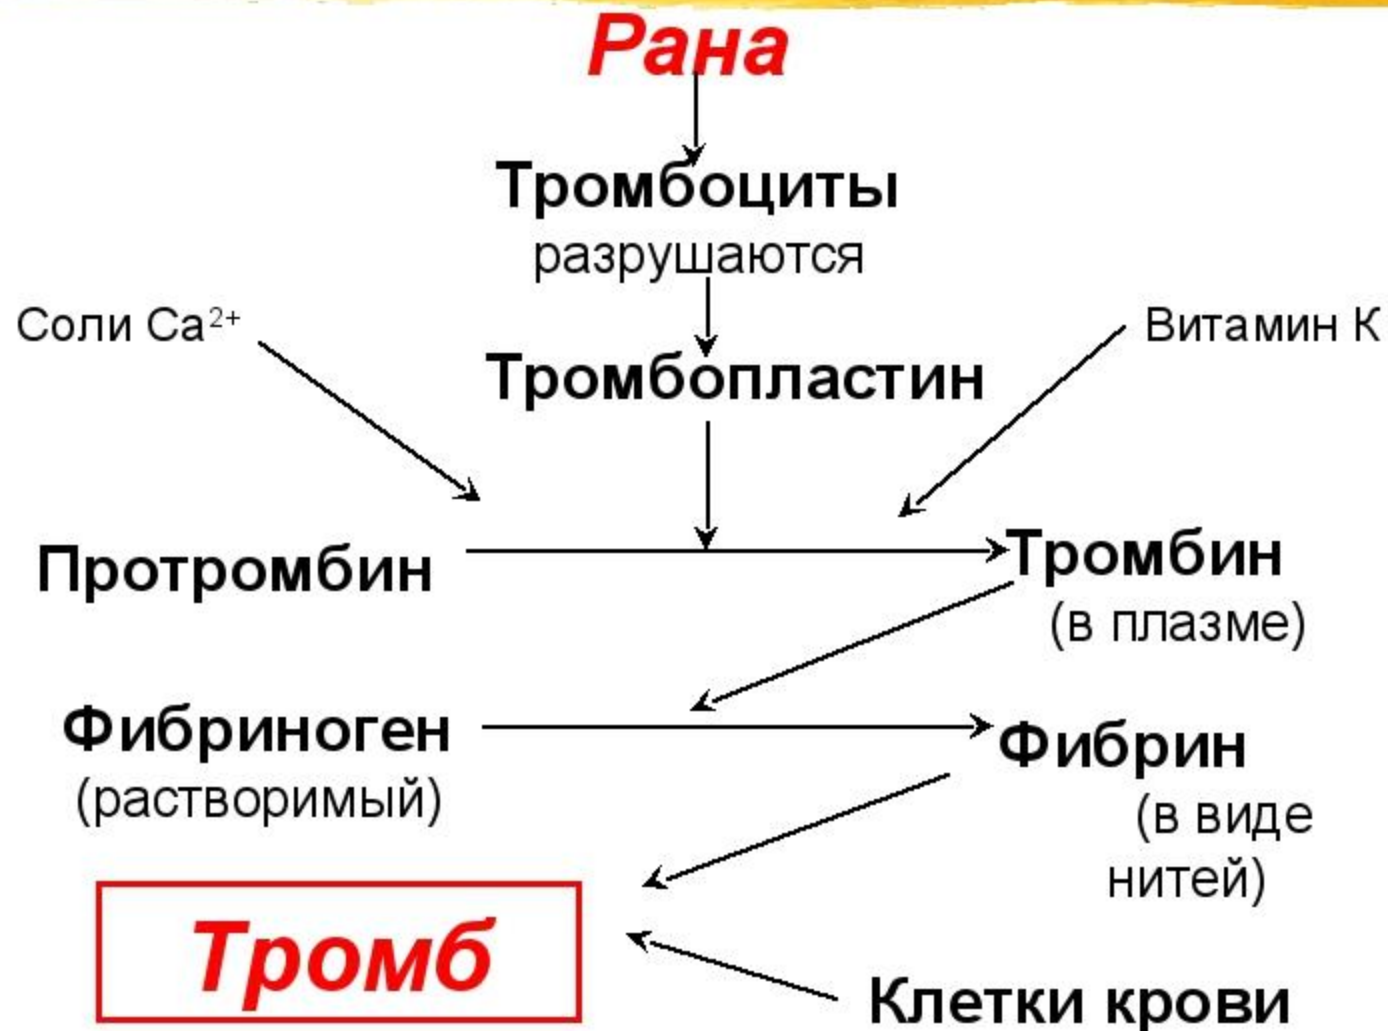 Рана
Тромбоциты
разрушаются
Соли Ca²⁺
Витамин К
Тромбопластин
Протромбин
Тромбин
(в плазме)
Фибриноген
(растворимый)
Фибрин
(в виде
нитей)
Тромб
Клетки крови